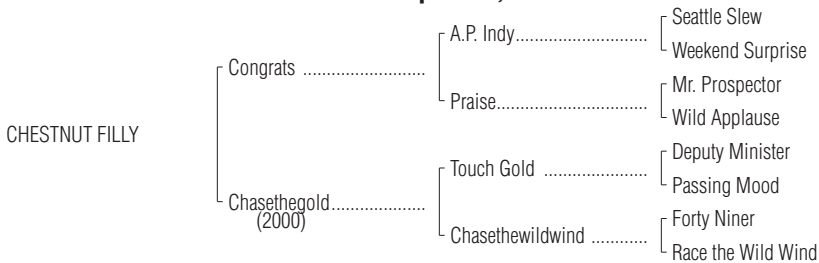 Seattle Slew
A.P. Indy..............................
Weekend Surprise
Congrats ..........................
Mr. Prospector
Praise...................................
Wild Applause
CHESTNUT FILLY
Deputy Minister
Touch Gold ......................
Passing Mood
Chasethegold....................
(2000)
Forty Niner
Chasethewildwind ............
Race the Wild Wind